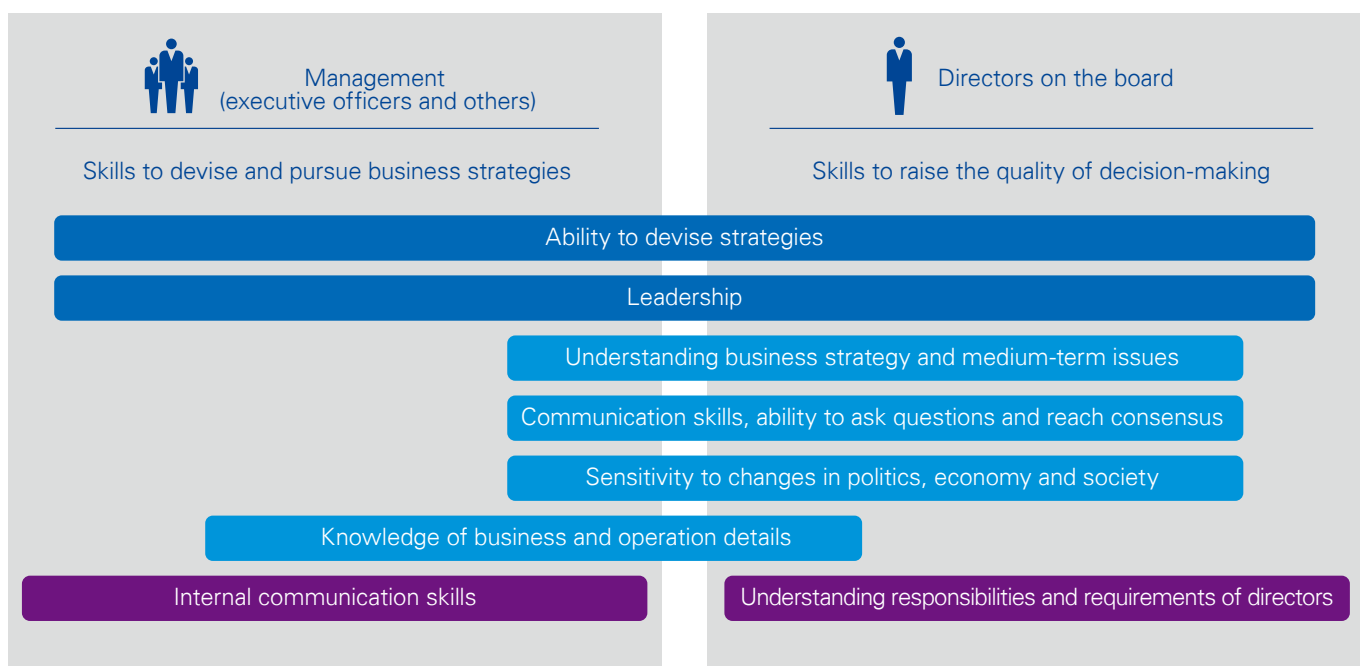 Management
(executive officers and others)
Skills to devise and pursue business strategies
Directors on the board
Skills to raise the quality of decision-making
Ability to devise strategies
Leadership
Understanding business strategy and medium-term issues
Communication skills, ability to ask questions and reach consensus
Sensitivity to changes in politics, economy and society
Knowledge of business and operation details
Internal communication skills
Understanding responsibilities and requirements of directors